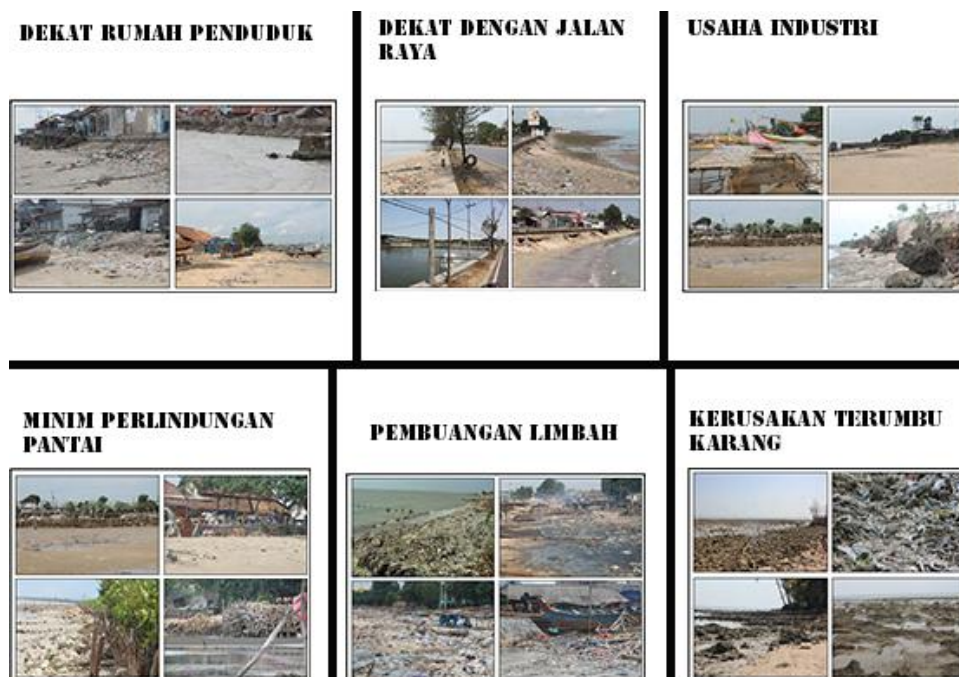 DEKAT RUMAH PENDUDUK
DEKAT DENGAN JALAN
RAYA
USAHA INDUSTRI
MINIM PERLINDUNGAN
PANTAI
PEMBUANGAN LIMBAH
KERUSAKAN TERUMBU
KARANG